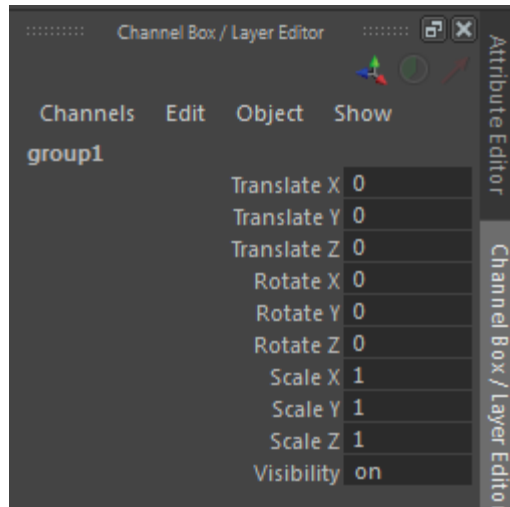 Channel Box / Layer Editor
Channels Edit Object Show
group1
Translate X 0
Translate Y 0
Translate Z 0
Rotate X 0
Rotate Y 0
Rotate Z 0
Scale X 1
Scale Y 1
Scale Z 1
Visibility on
Attribute Editor
Channel Box / Layer Editor